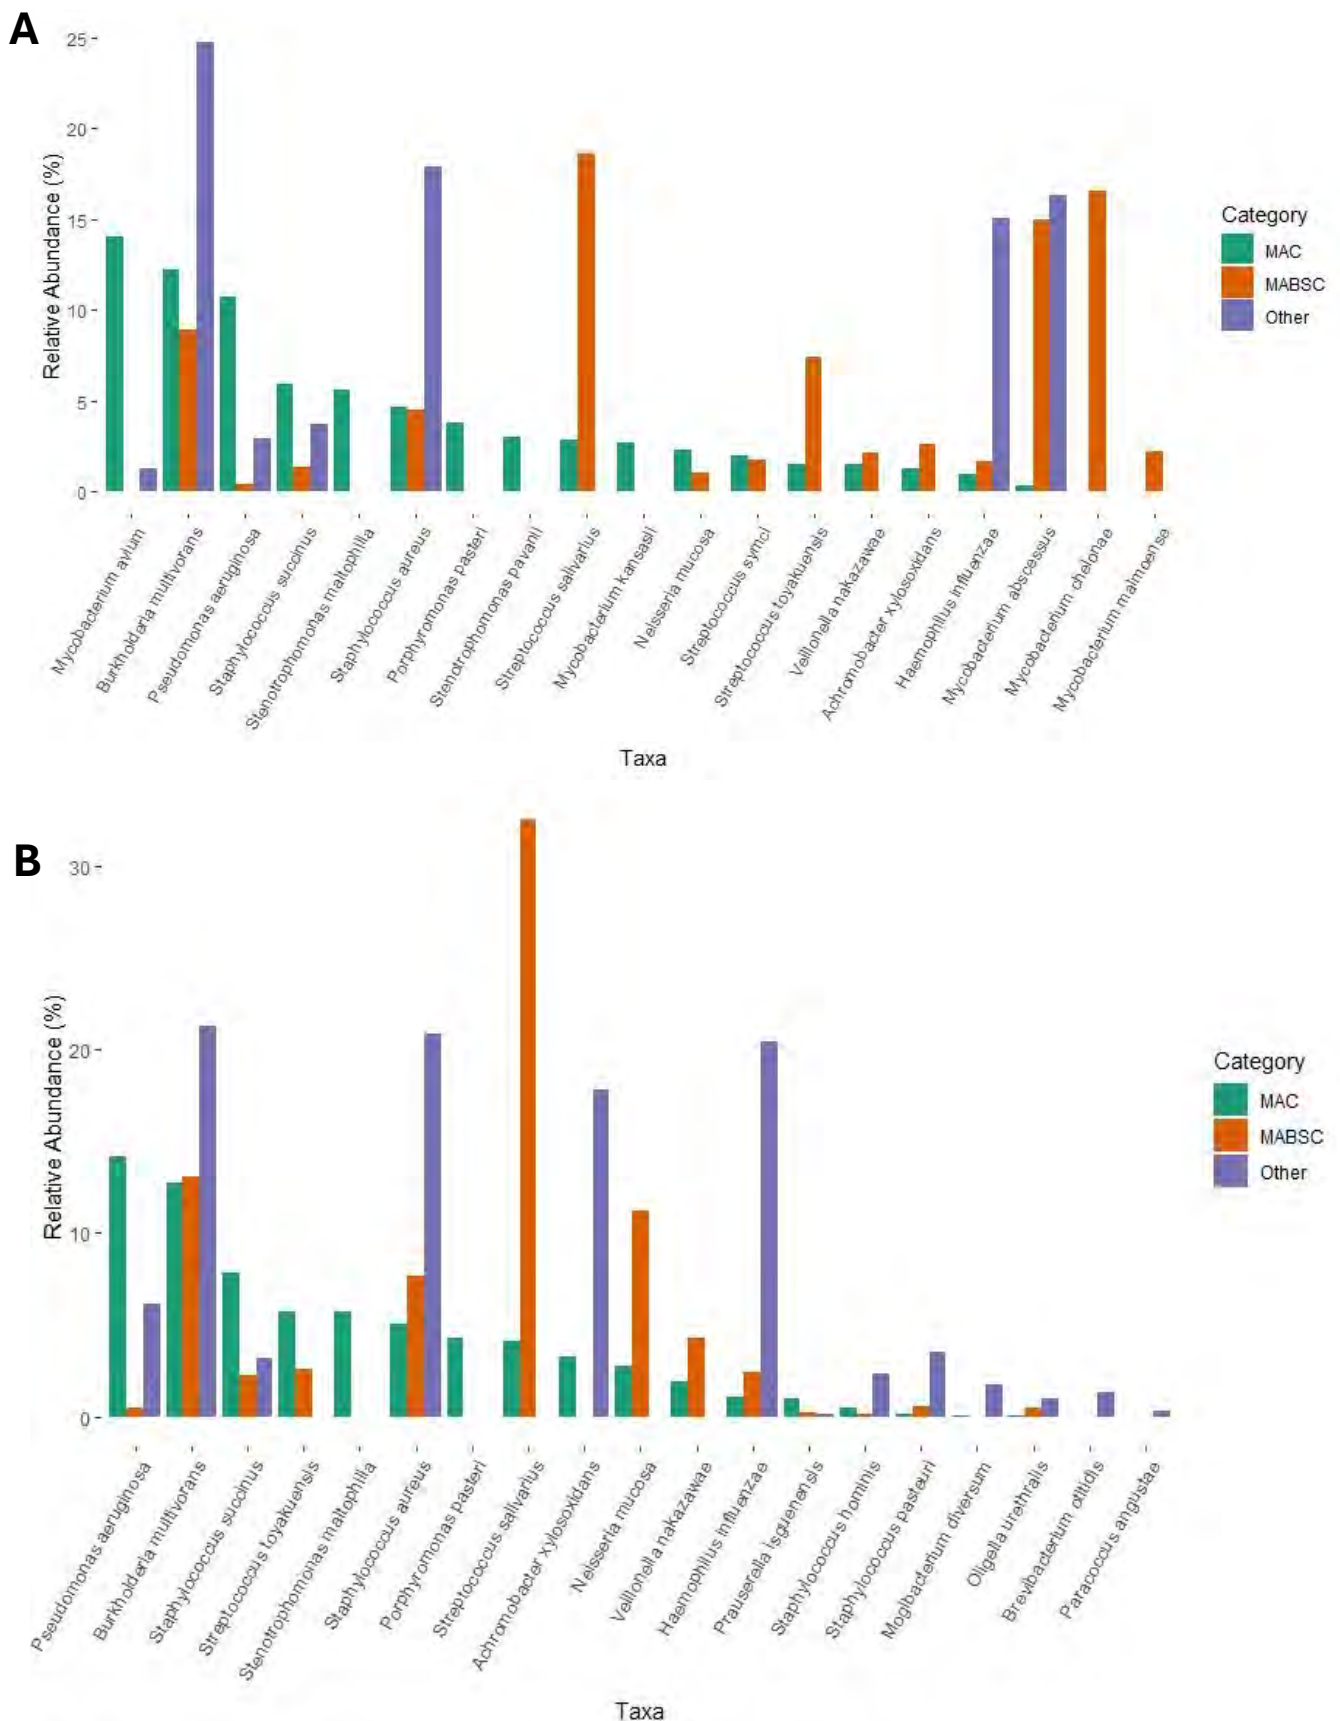 A
25
20
15
10
5
0
Relative Abundance (%)
Category
MAC
MABSC
Other
Mycobacterium avium
Burkholderia multivorans
Pseudomonas aeruginosa
Staphylococcus succinus
Stenotrophomonas maltophilia
Staphylococcus aureus
Porphyromonas pasteri
Stenotrophomonas pavanii
Streptococcus salivarius
Mycobacterium kansasii
Neisseria mucosa
Streptococcus symci
Streptococcus toyakuensis
Veillonella nakazawae
Achromobacter xylosoxidans
Haemophilus influenzae
Mycobacterium abscessus
Mycobacterium chelonae
Mycobacterium malmoense
Taxa
B
30
20
10
0
Relative Abundance (%)
Category
MAC
MABSC
Other
Pseudomonas aeruginosa
Burkholderia multivorans
Staphylococcus succinus
Streptococcus toyakuensis
Stenotrophomonas maltophilia
Staphylococcus aureus
Porphyromonas pasteri
Streptococcus salivarius
Achromobacter xylosoxidans
Neisseria mucosa
Veillonella nakazawae
Haemophilus influenzae
Prauserella isguenensis
Staphylococcus hominis
Staphylococcus pasteuri
Mogibacterium diversum
Oligella urethralis
Brevibacterium otitidis
Paracoccus angustae
Taxa